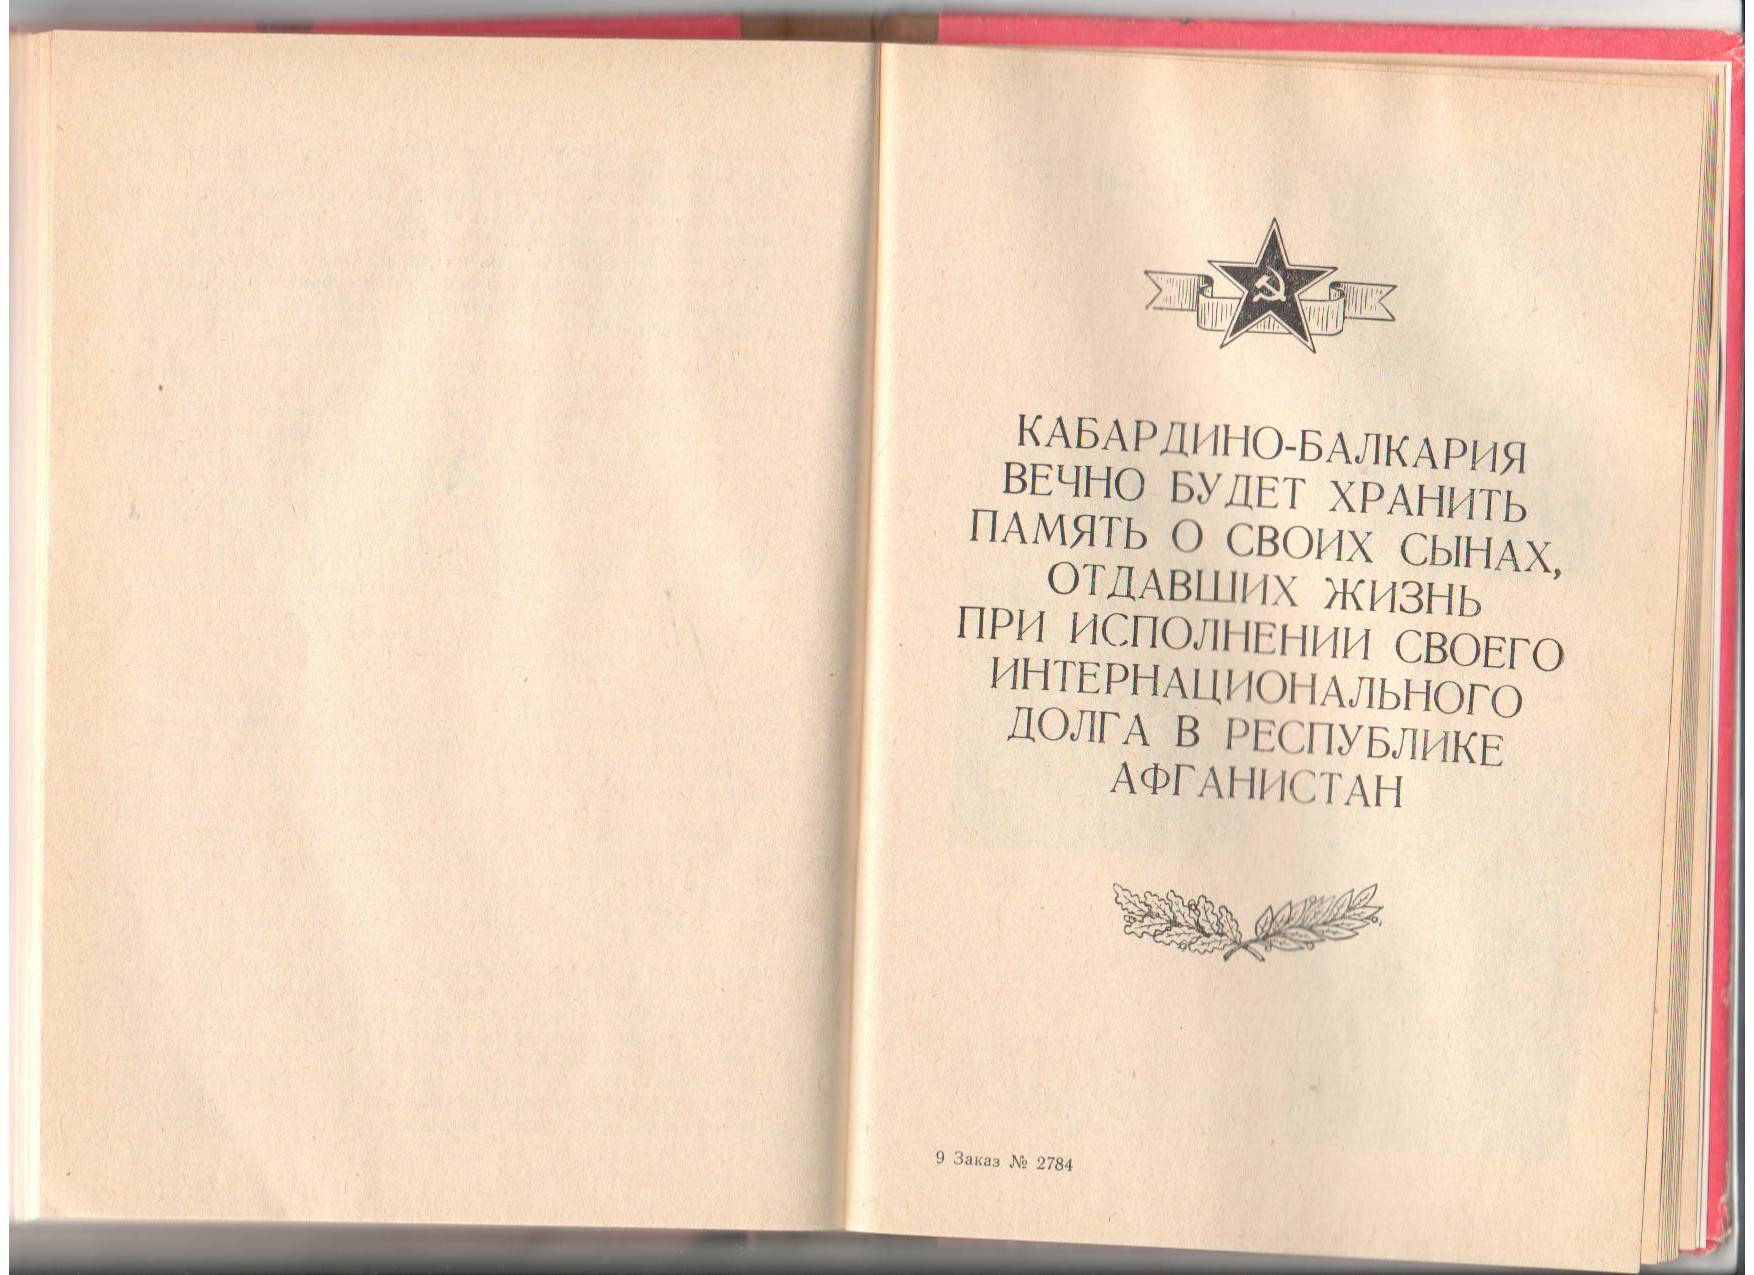 КАБАРДИНО-БАЛКАРИЯ
ВЕЧНО БУДЕТ ХРАНИТЬ
ПАМЯТЬ О СВОИХ СЫНАХ,
ОТДАВШИХ ЖИЗНЬ
ПРИ ИСПОЛНЕНИИ СВОЕГО
ИНТЕРНАЦИОНАЛЬНОГО
ДОЛГА В РЕСПУБЛИКЕ
АФГАНИСТАН
9 Заказ № 2784